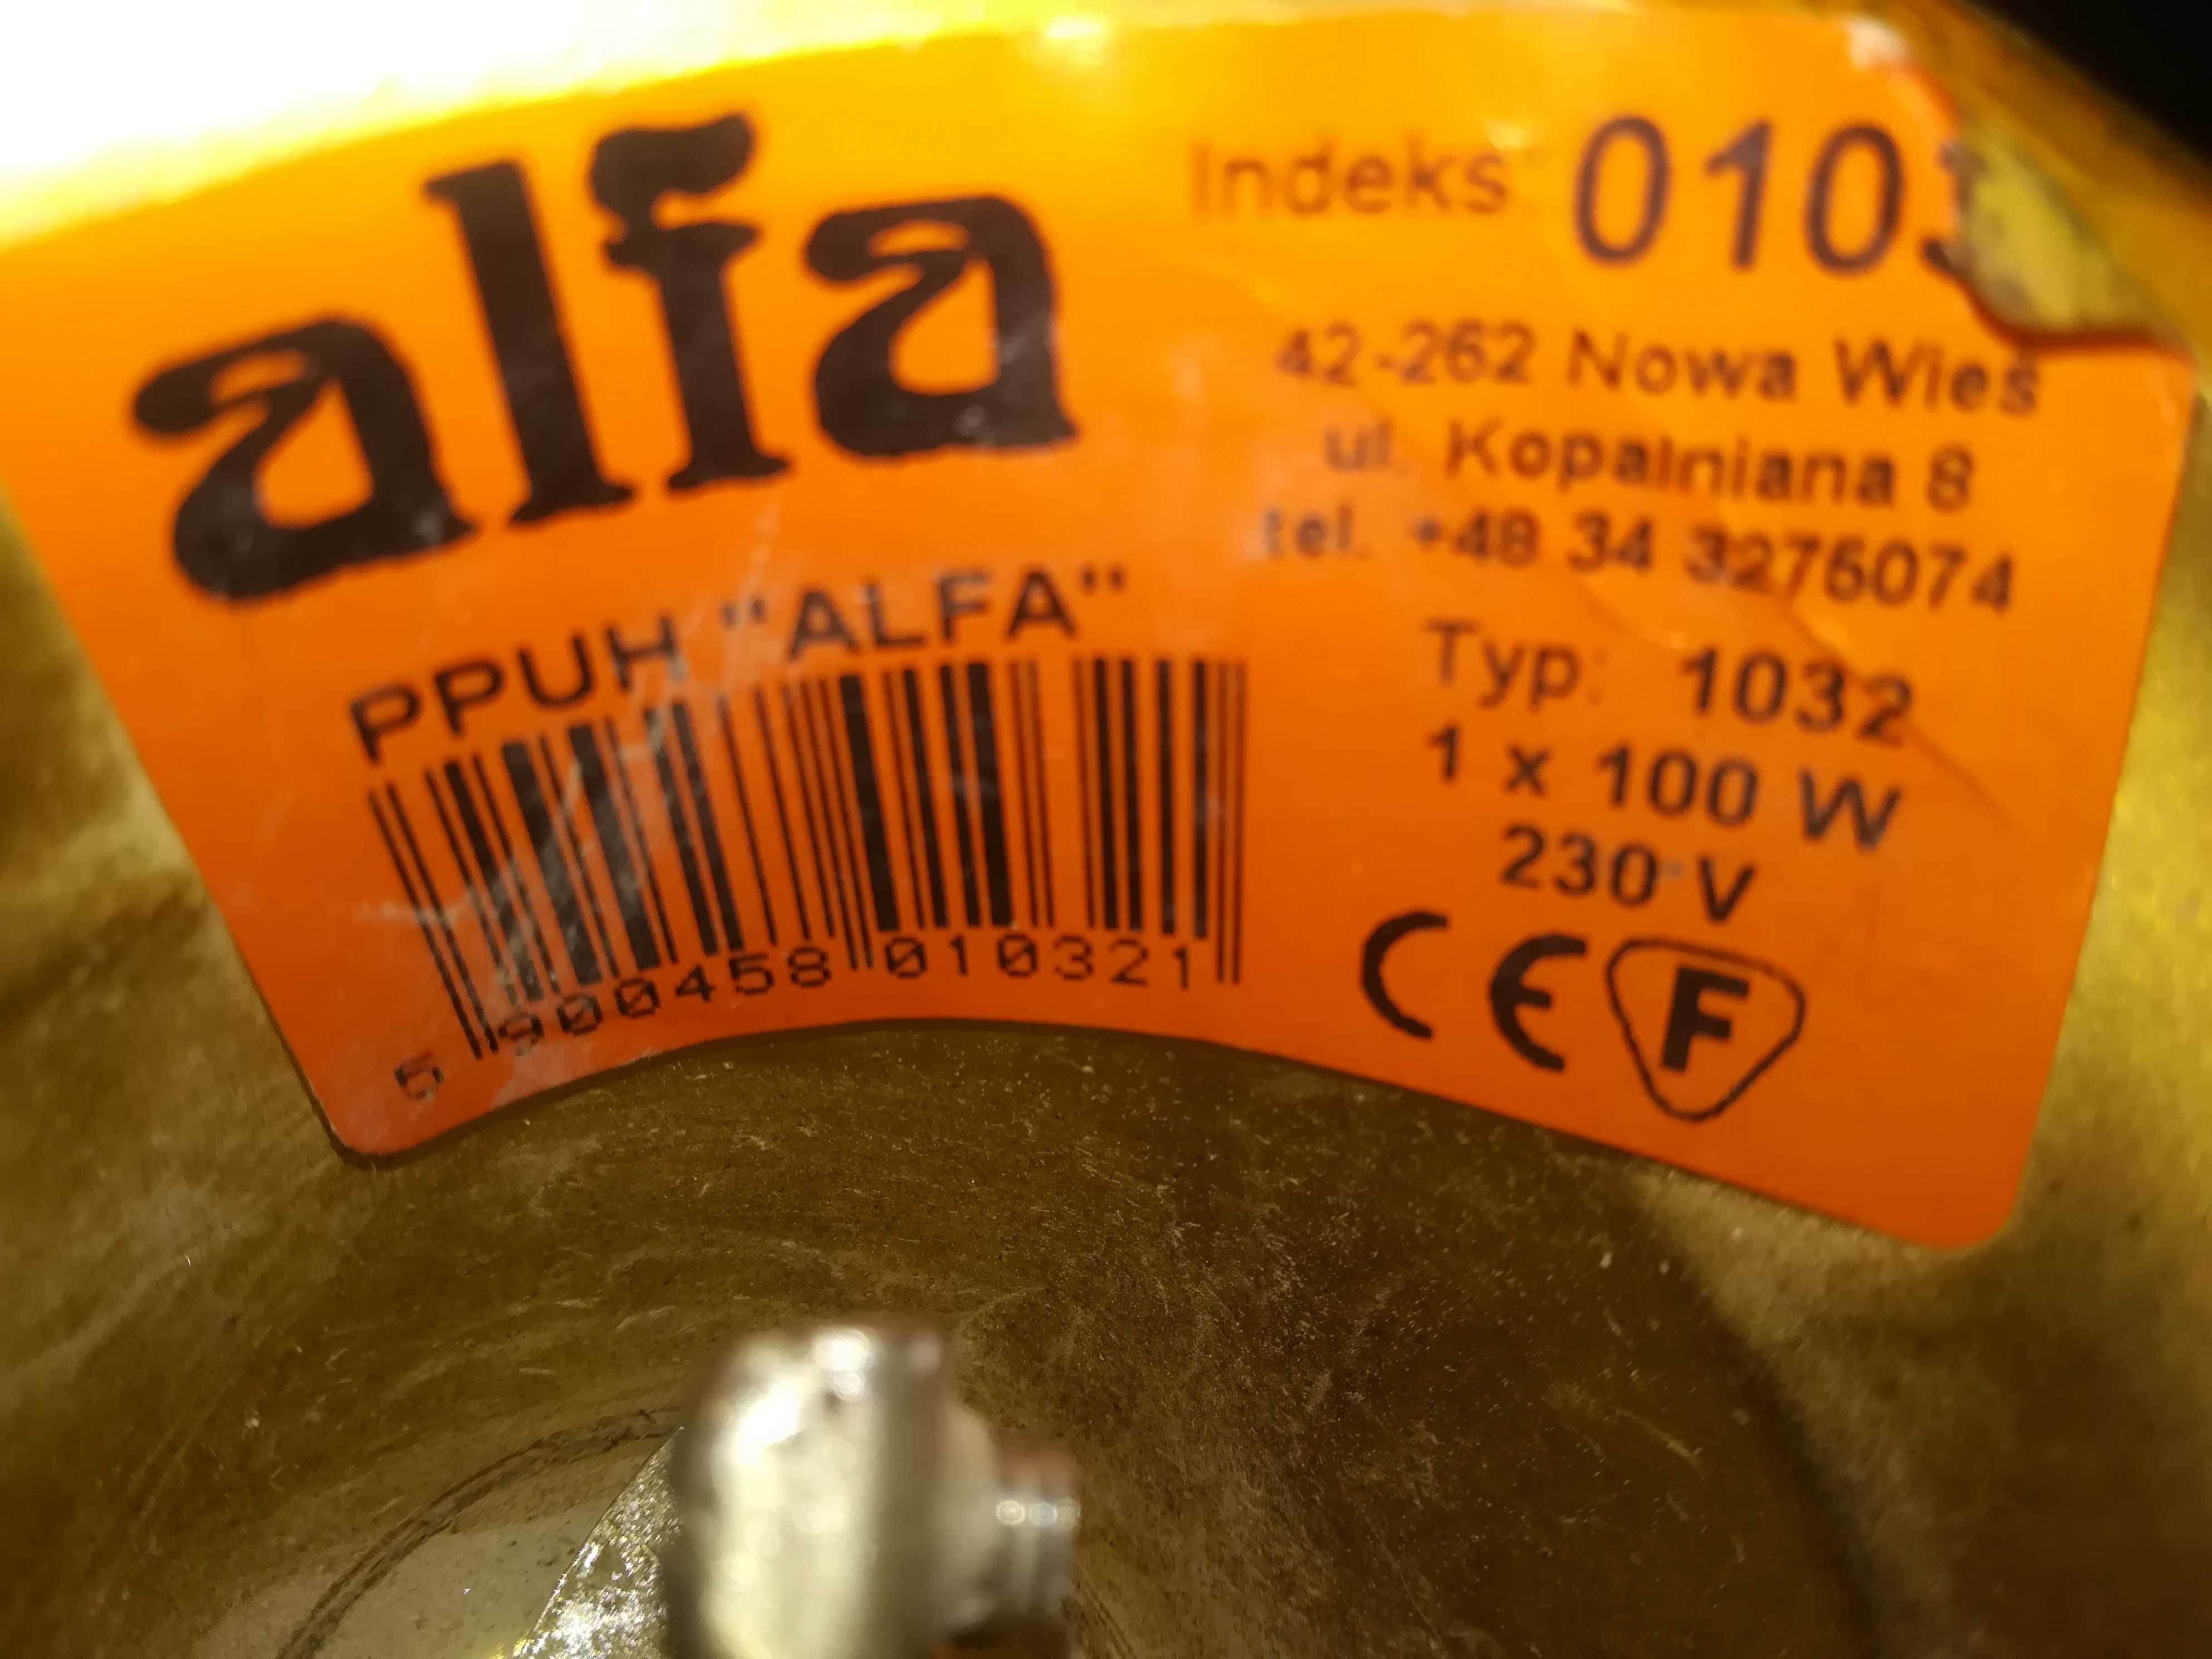 alfa
PPUH "ALFA"
5 900458 010321
Indeks: 010
42-262 Nowa Wieś
ul. Kopalniana 8
tel. +48 34 3275074
Typ: 1032
1 x 100 W
230 V
CE F